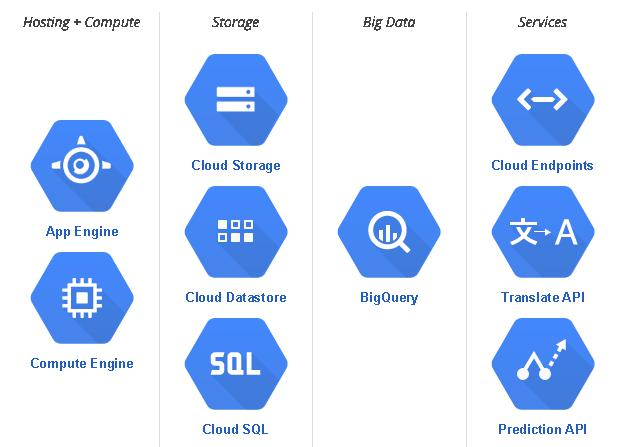 Hosting + Compute
Storage
Big Data
Services
Cloud Storage
Cloud Endpoints
App Engine
文→A
Cloud Datastore
BigQuery
Translate API
Compute Engine
SQL
Cloud SQL
Prediction API